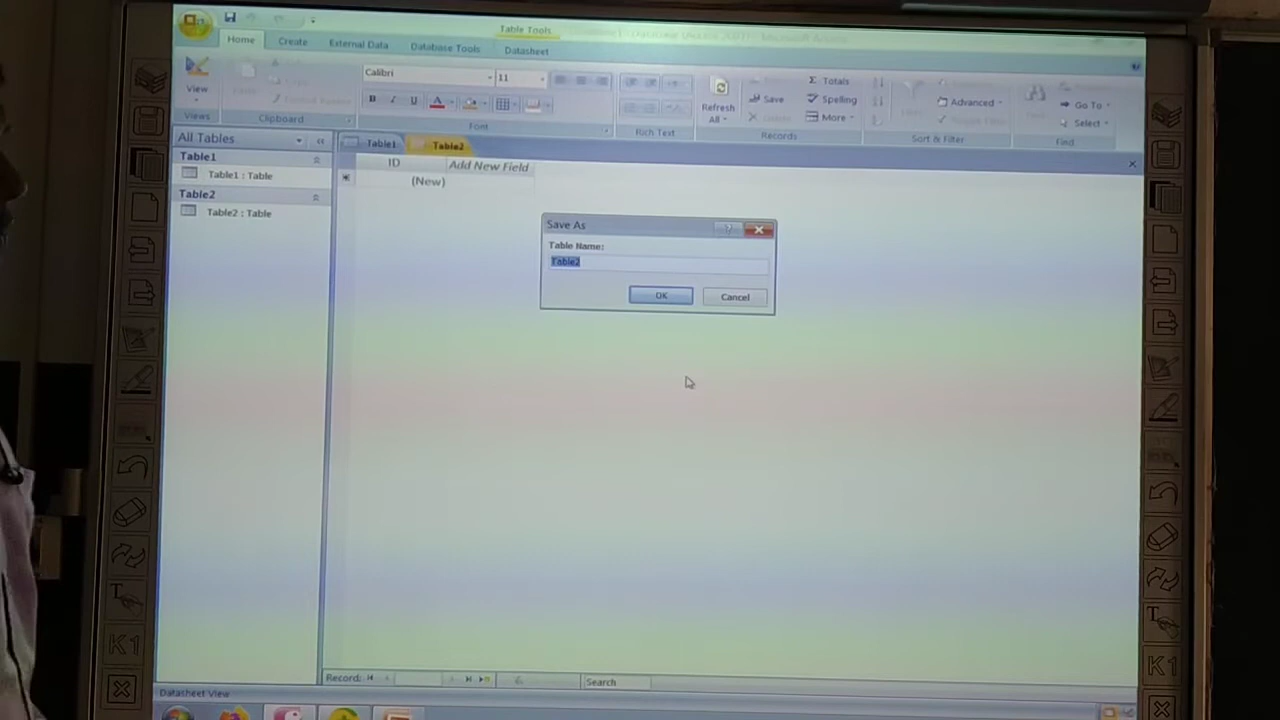 Table Tools
Home Create External Data Database Tools Datasheet
View
Views
Clipboard
Calibri 11
B I U A
Font
Rich Text
Refresh
All
Save
Totals
Spelling
More
Records
Advanced
Sort & Filter
Go To
Select
Find
All Tables
Table1
Table1 : Table
Table2
Table2 : Table
Table1 Table2
ID Add New Field
(New)
Save As
Table Name:
Table2
OK Cancel
Record:
Search
Datasheet View
T
K1
T
K1